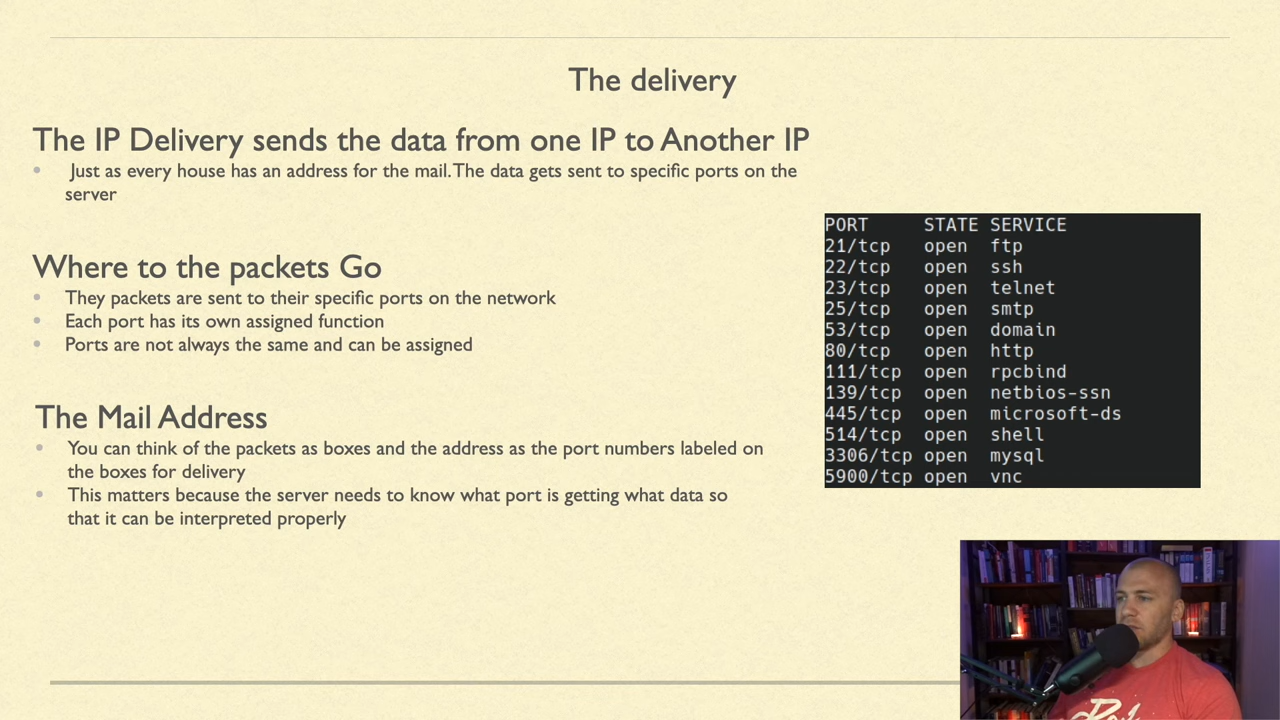 The delivery
The IP Delivery sends the data from one IP to Another IP
• Just as every house has an address for the mail. The data gets sent to specific ports on the
server
Where to the packets Go
• They packets are sent to their specific ports on the network
• Each port has its own assigned function
• Ports are not always the same and can be assigned
The Mail Address
• You can think of the packets as boxes and the address as the port numbers labeled on
the boxes for delivery
• This matters because the server needs to know what port is getting what data so
that it can be interpreted properly
PORT STATE SERVICE
21/tcp open ftp
22/tcp open ssh
23/tcp open telnet
25/tcp open smtp
53/tcp open domain
80/tcp open http
111/tcp open rpcbind
139/tcp open netbios-ssn
445/tcp open microsoft-ds
514/tcp open shell
3306/tcp open mysql
5900/tcp open vnc